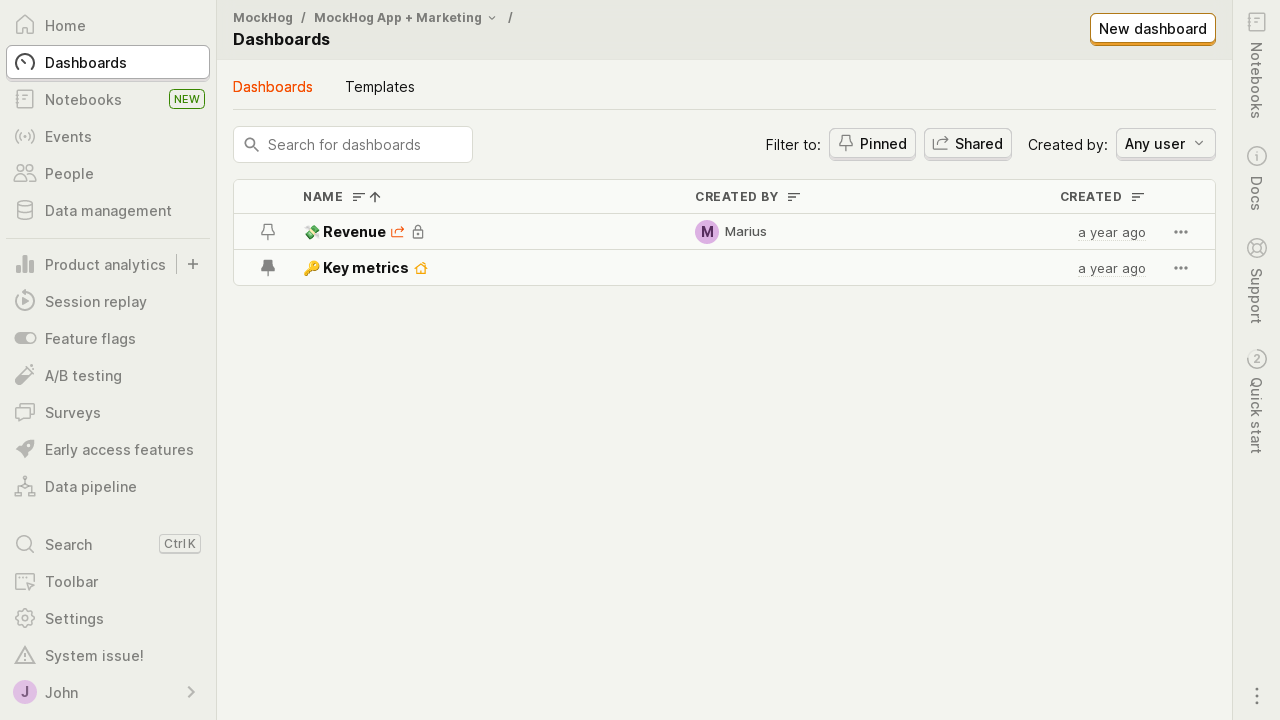 Home
Dashboards
Notebooks NEW
Events
People
Data management
Product analytics
Session replay
Feature flags
A/B testing
Surveys
Early access features
Data pipeline
Search Ctrl K
Toolbar
Settings
System issue!
J John
MockHog / MockHog App + Marketing /
Dashboards
New dashboard
Dashboards Templates
Search for dashboards Filter to: Pinned Shared Created by: Any user
NAME CREATED BY CREATED
💸 Revenue M Marius a year ago
🔑 Key metrics a year ago
Notebooks
Docs
Support
2
Quick start